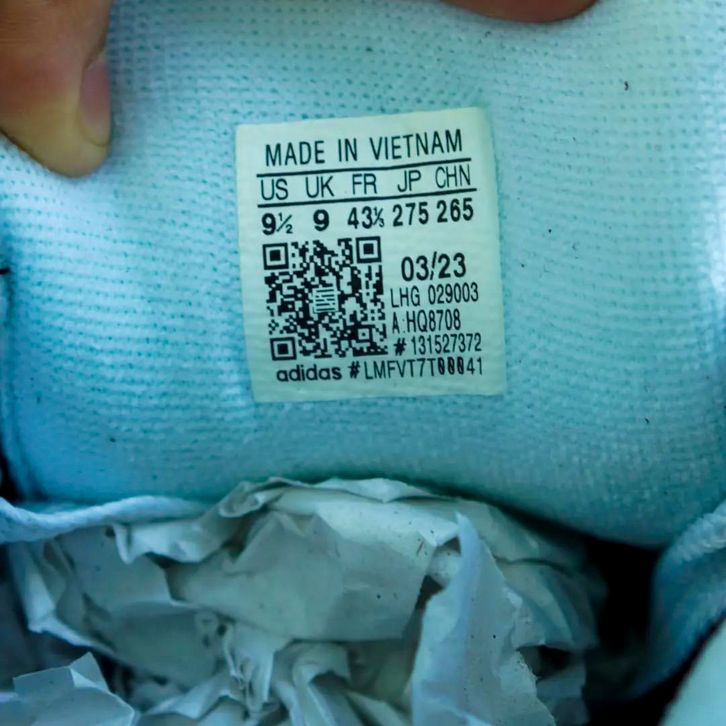 MADE IN VIETNAM
US UK FR JP CHN
9½ 9 43⅓ 275 265
03/23
LHG 029003
A:HQ8708
# 131527372
adidas #LMFVT7T00041